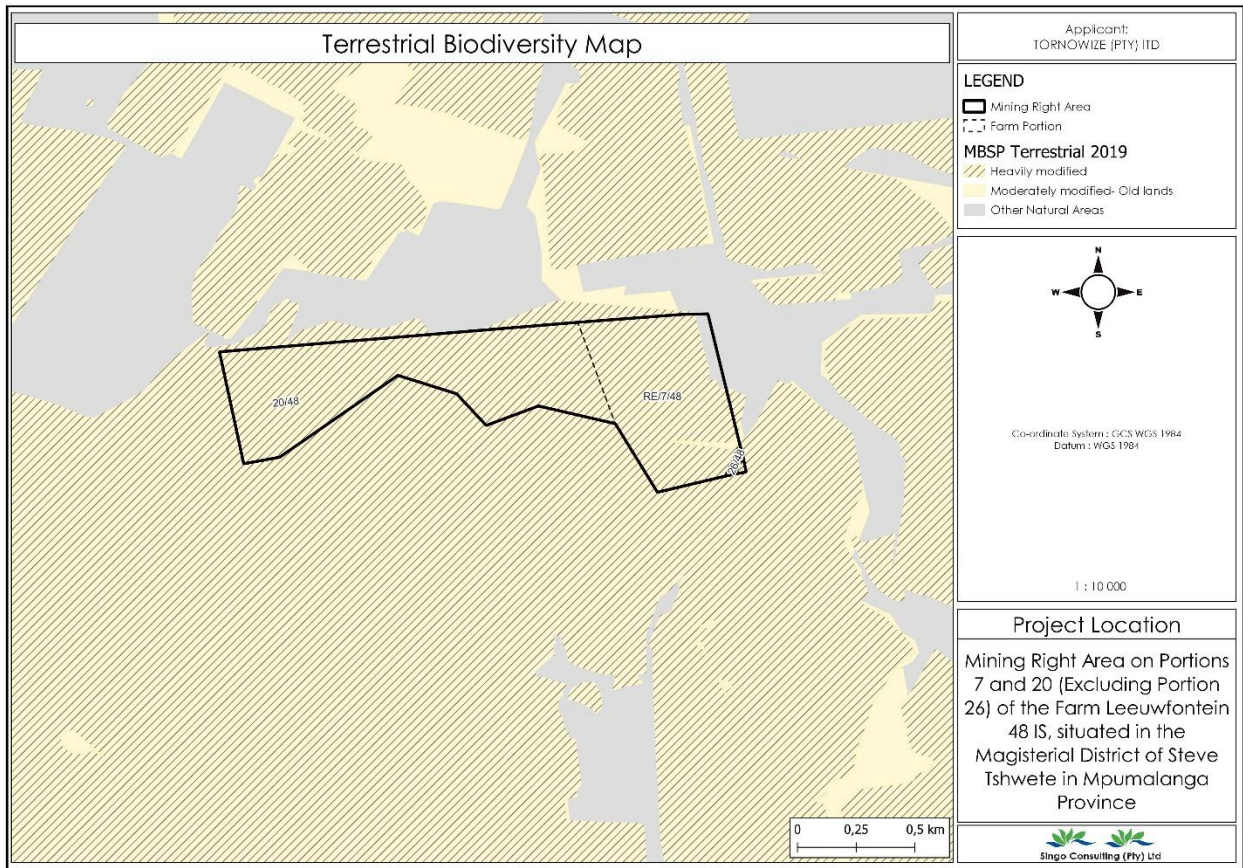 Terrestrial Biodiversity Map
20/48
RE/7/48
26/48
0 0,25 0,5 km
Applicant:
TORNOWIZE (PTY) lTD
LEGEND
Mining Right Area
Farm Portion
MBSP Terrestrial 2019
Heavily modified
Moderately modified- Old lands
Other Natural Areas
N
W E
S
Co-ordinate System : GCS WGS 1984
Datum : WGS 1984
1 : 10 000
Project Location
Mining Right Area on Portions
7 and 20 (Excluding Portion
26) of the Farm Leeuwfontein
48 IS, situated in the
Magisterial District of Steve
Tshwete in Mpumalanga
Province
Singo Consulting (Pty) Ltd